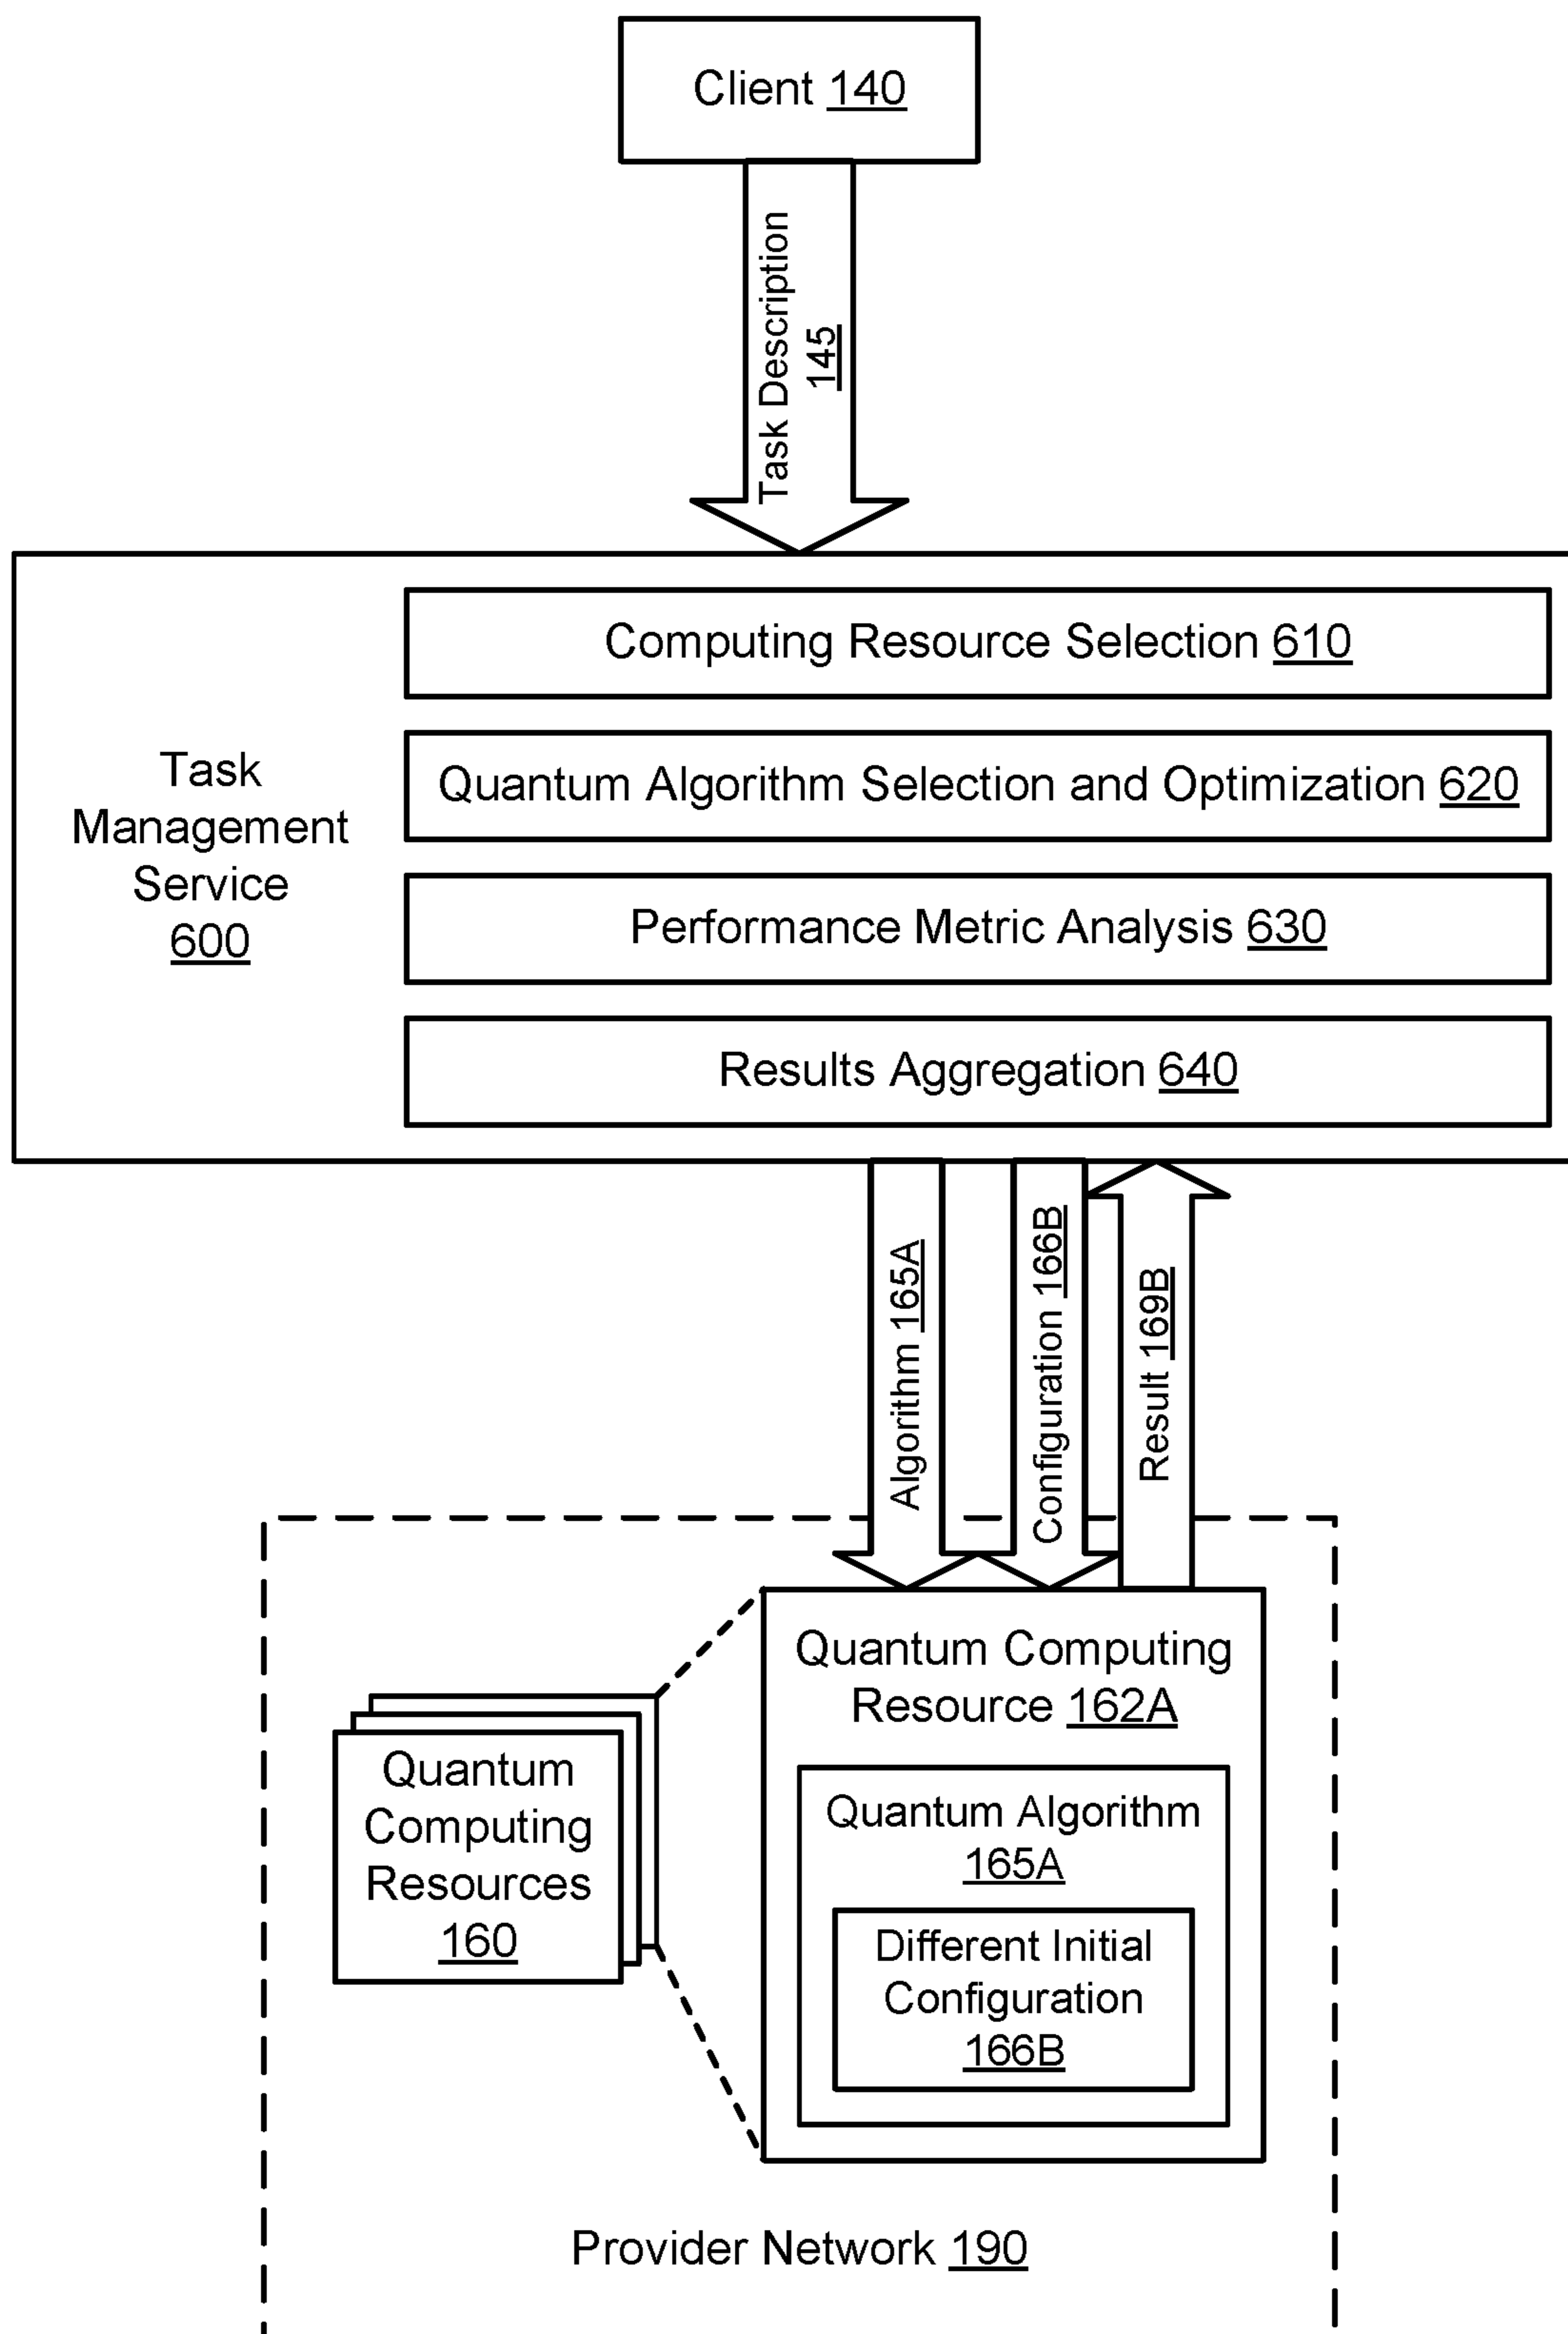 Client 140
Task Description
145
Task
Management
Service
600
Computing Resource Selection 610
Quantum Algorithm Selection and Optimization 620
Performance Metric Analysis 630
Results Aggregation 640
Algorithm 165A
Configuration 166B
Result 169B
Quantum
Computing
Resources
160
Quantum Computing
Resource 162A
Quantum Algorithm
165A
Different Initial
Configuration
166B
Provider Network 190